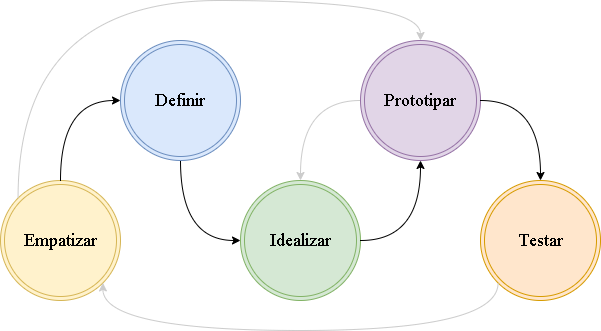 Empatizar
Definir
Idealizar
Prototipar
Testar